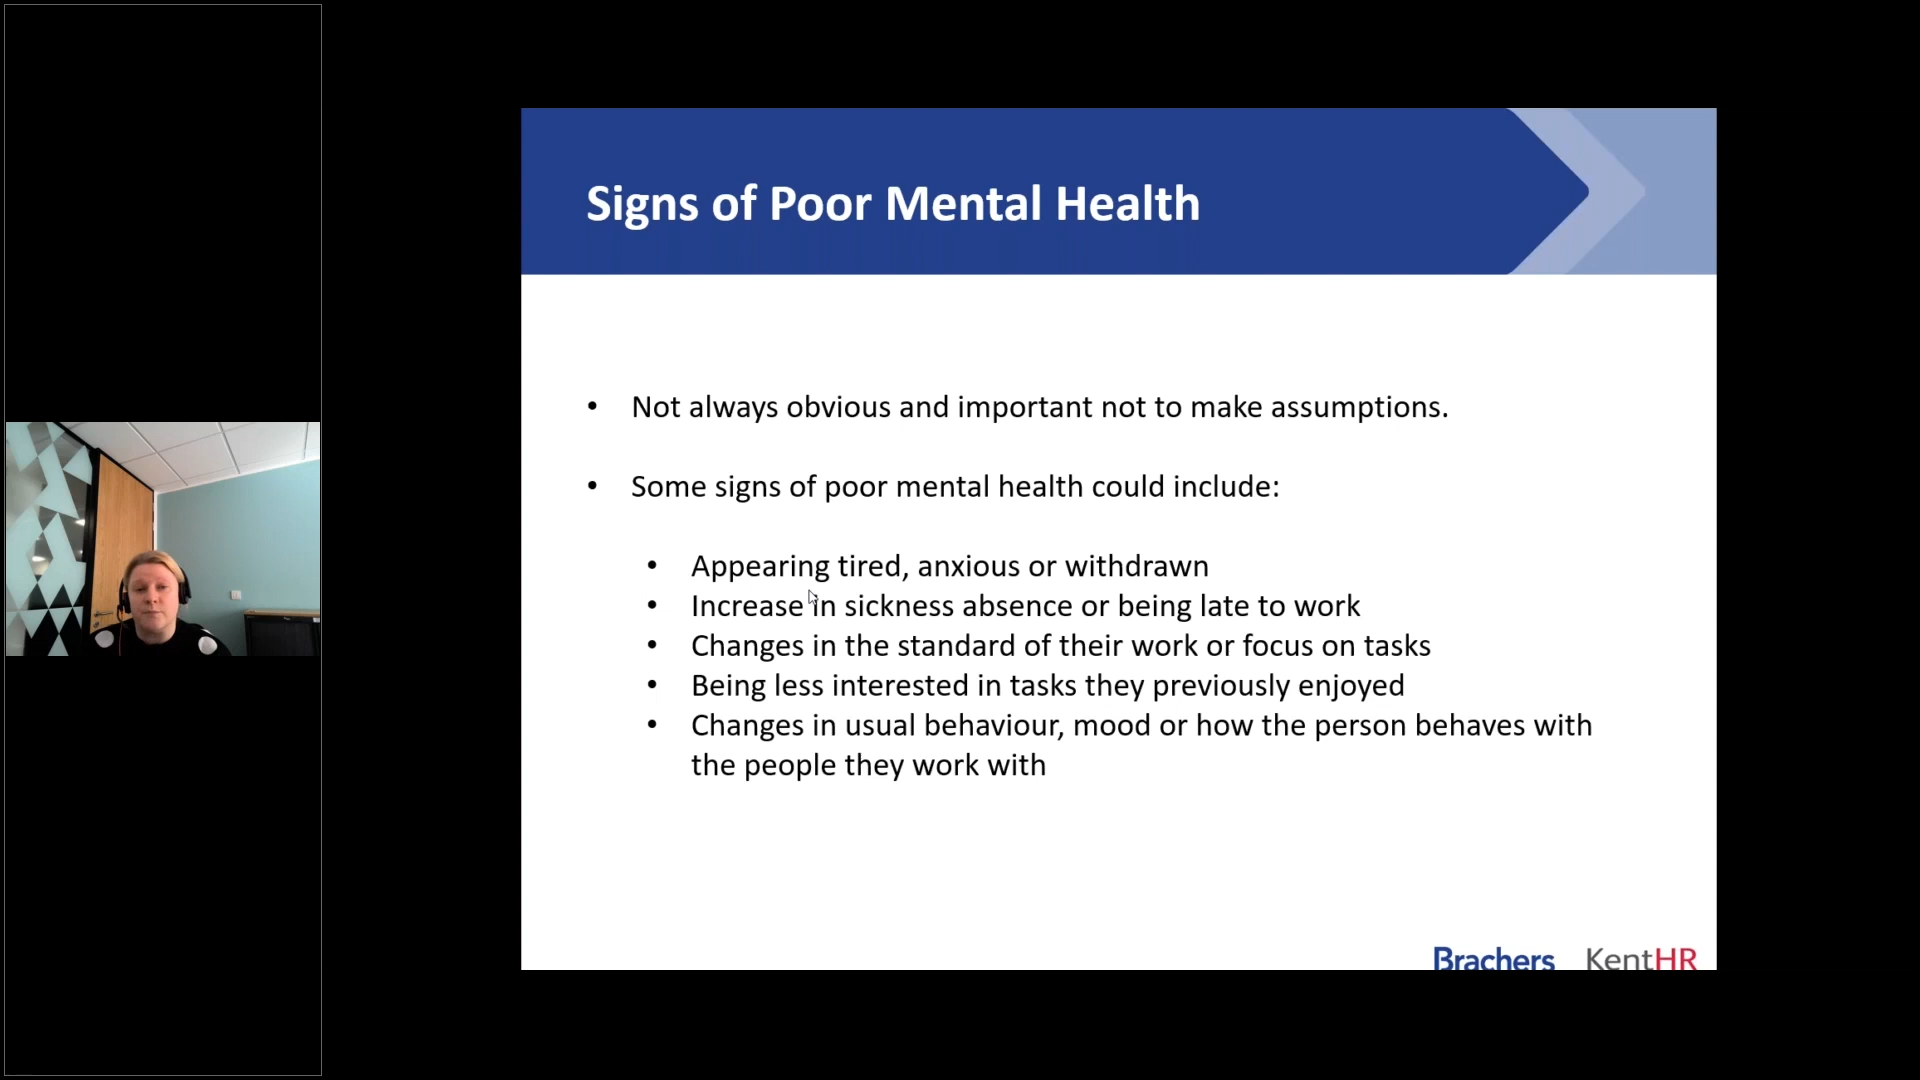 Signs of Poor Mental Health
• Not always obvious and important not to make assumptions.
• Some signs of poor mental health could include:
• Appearing tired, anxious or withdrawn
• Increase in sickness absence or being late to work
• Changes in the standard of their work or focus on tasks
• Being less interested in tasks they previously enjoyed
• Changes in usual behaviour, mood or how the person behaves with
the people they work with
Brachers KentHR